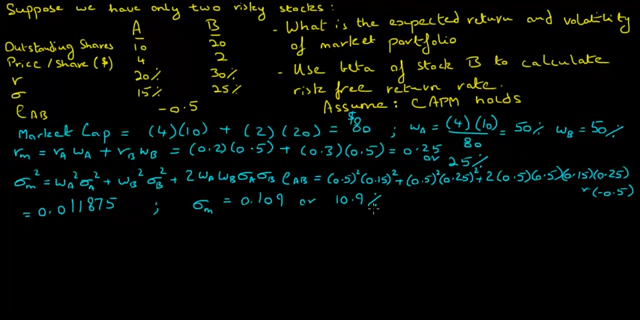 Suppose we have only two risky stocks:
A B
Outstanding Shares 10 20
Price/Share ($) 4 2
r 20% 30%
σ 15% 25%
ρAB -0.5
- What is the expected return and volatility of market portfolio
- Use beta of stock B to calculate risk free return rate.
Assume: CAPM holds
Market Cap = (4)(10) + (2)(20) = $80 ; wA = (4)(10)/80 = 50% wB = 50%
rm = rA wA + rB wB = (0.2)(0.5) + (0.3)(0.5) = 0.25 or 25%
σm² = wA² σA² + wB² σB² + 2 wA wB σA σB ρAB = (0.5)²(0.15)² + (0.5)²(0.25)² + 2(0.5)(0.5)(0.15)(0.25) x (-0.5)
= 0.011875 ; σm = 0.109 or 10.9%